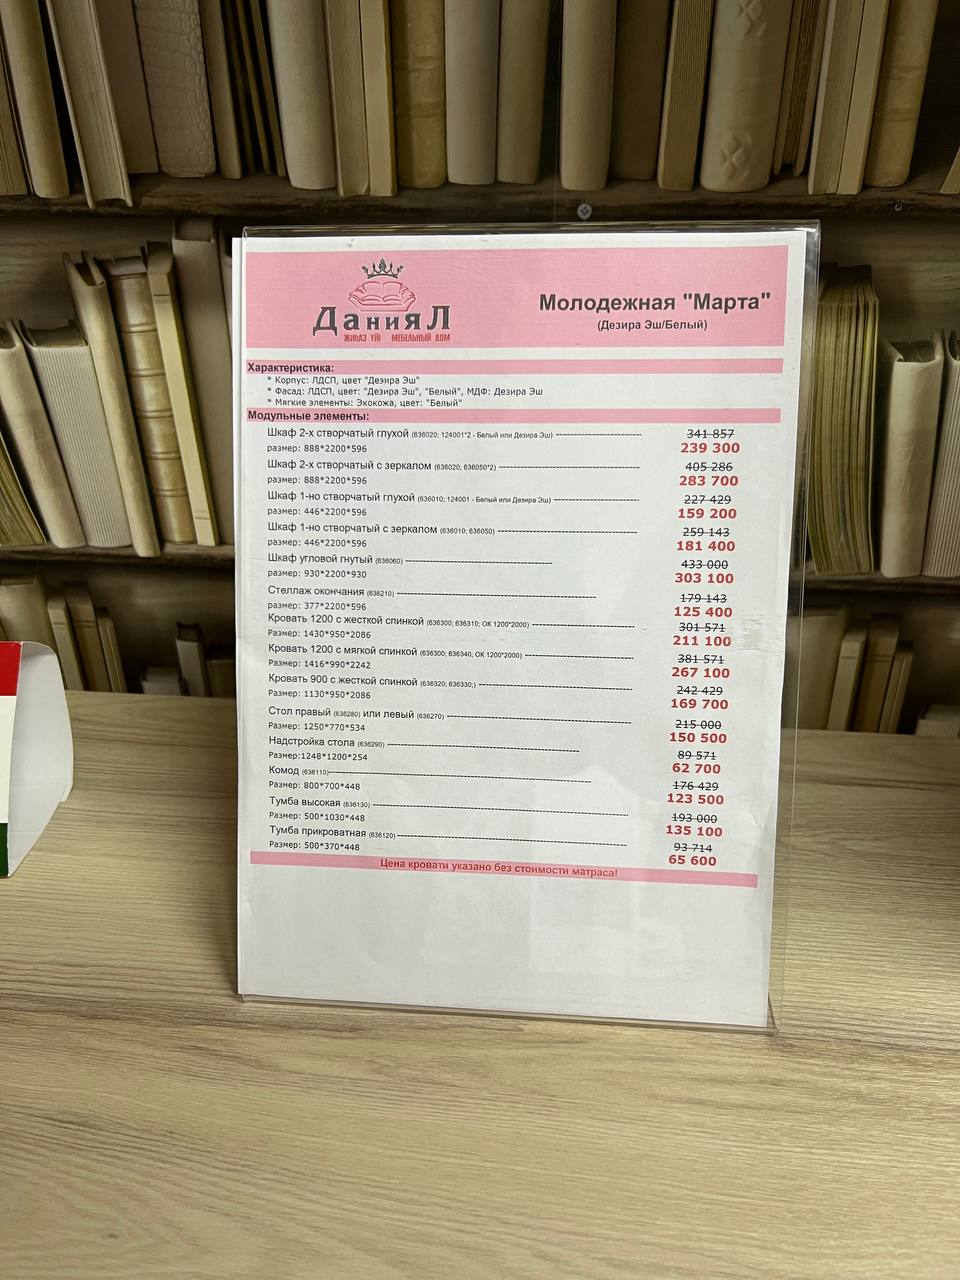 ДанияЛ
ЖИҺАЗ ҮЙІ МЕБЕЛЬНЫЙ ДОМ
Молодежная "Марта"
(Дезира Эш/Белый)
Характеристика:
* Корпус: ЛДСП, цвет "Дезира Эш"
* Фасад: ЛДСП, цвет: "Дезира Эш", "Белый", МДФ: Дезира Эш
* Мягкие элементы: Экокожа, цвет: "Белый"
Модульные элементы:
Шкаф 2-х створчатый глухой (636020; 124001*2 - Белый или Дезира Эш) 341 857
размер: 888*2200*596 239 300
Шкаф 2-х створчатый с зеркалом (636020; 636050*2) 405 286
размер: 888*2200*596 283 700
Шкаф 1-но створчатый глухой (636010; 124001 - Белый или Дезира Эш) 227 429
размер: 446*2200*596 159 200
Шкаф 1-но створчатый с зеркалом (636010; 636050) 259 143
размер: 446*2200*596 181 400
Шкаф угловой гнутый (636060) 433 000
размер: 930*2200*930 303 100
Стеллаж окончания (636210) 179 143
размер: 377*2200*596 125 400
Кровать 1200 с жесткой спинкой (636300; 636310; ОК 1200*2000) 301 571
Размер: 1430*950*2086 211 100
Кровать 1200 с мягкой спинкой (636300; 636340; ОК 1200*2000) 381 571
Размер: 1416*990*2242 267 100
Кровать 900 с жесткой спинкой (636320; 636330;) 242 429
Размер: 1130*950*2086 169 700
Стол правый (636280) или левый (636270) 215 000
Размер: 1250*770*534 150 500
Надстройка стола (636290) 89 571
Размер:1248*1200*254 62 700
Комод (636110) 176 429
Размер: 800*700*448 123 500
Тумба высокая (636130) 193 000
Размер: 500*1030*448 135 100
Тумба прикроватная (636120) 93 714
Размер: 500*370*448 65 600
Цена кровати указано без стоимости матраса!